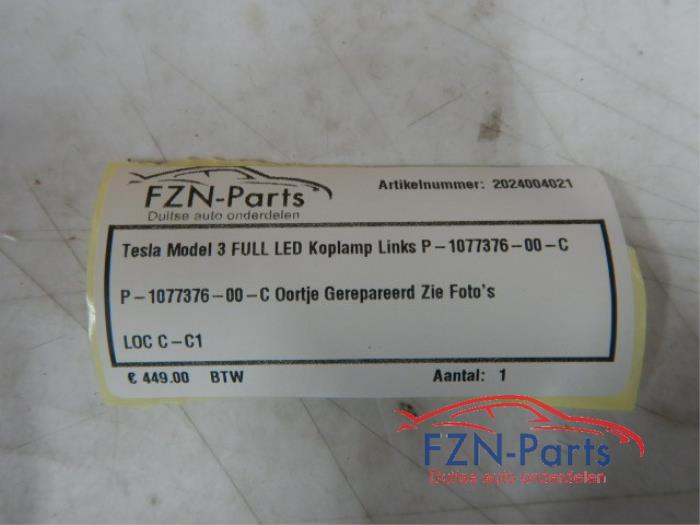 FZN-Parts
Duitse auto onderdelen
Artikelnummer: 2024004021
Tesla Model 3 FULL LED Koplamp Links P-1077376-00-C
P-1077376-00-C Oortje Gerepareerd Zie Foto's
LOC C-C1
€ 449.00 BTW
Aantal: 1
FZN-Parts
Duitse auto onderdelen